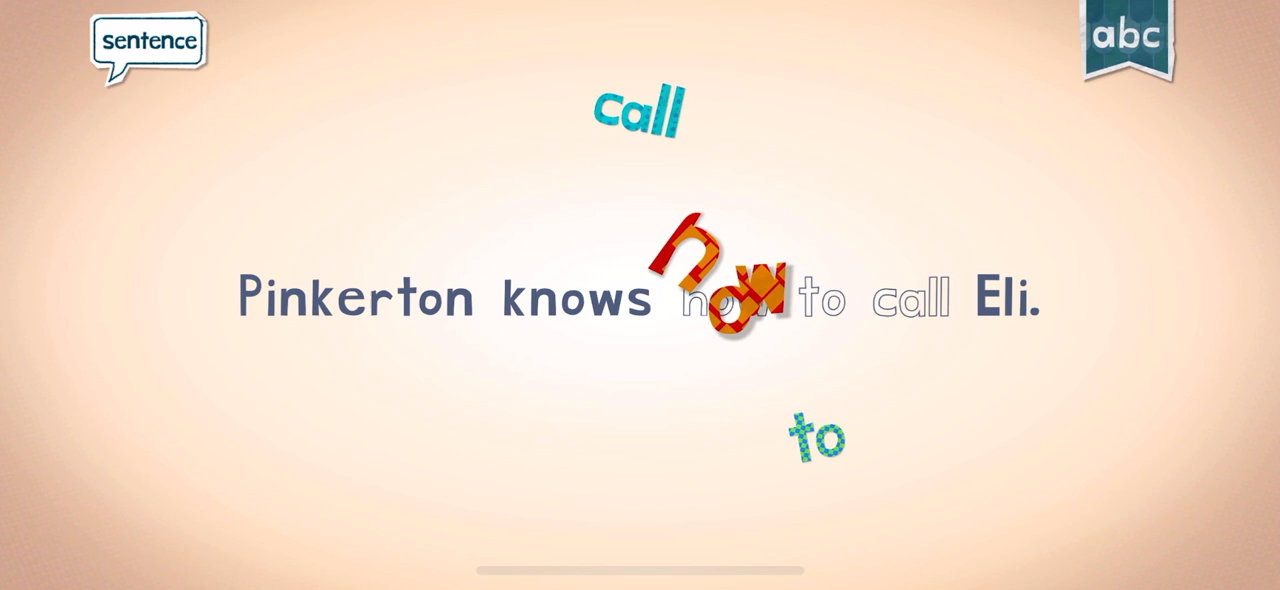 sentence
abc
call
how
Pinkerton knows how to call Eli.
to